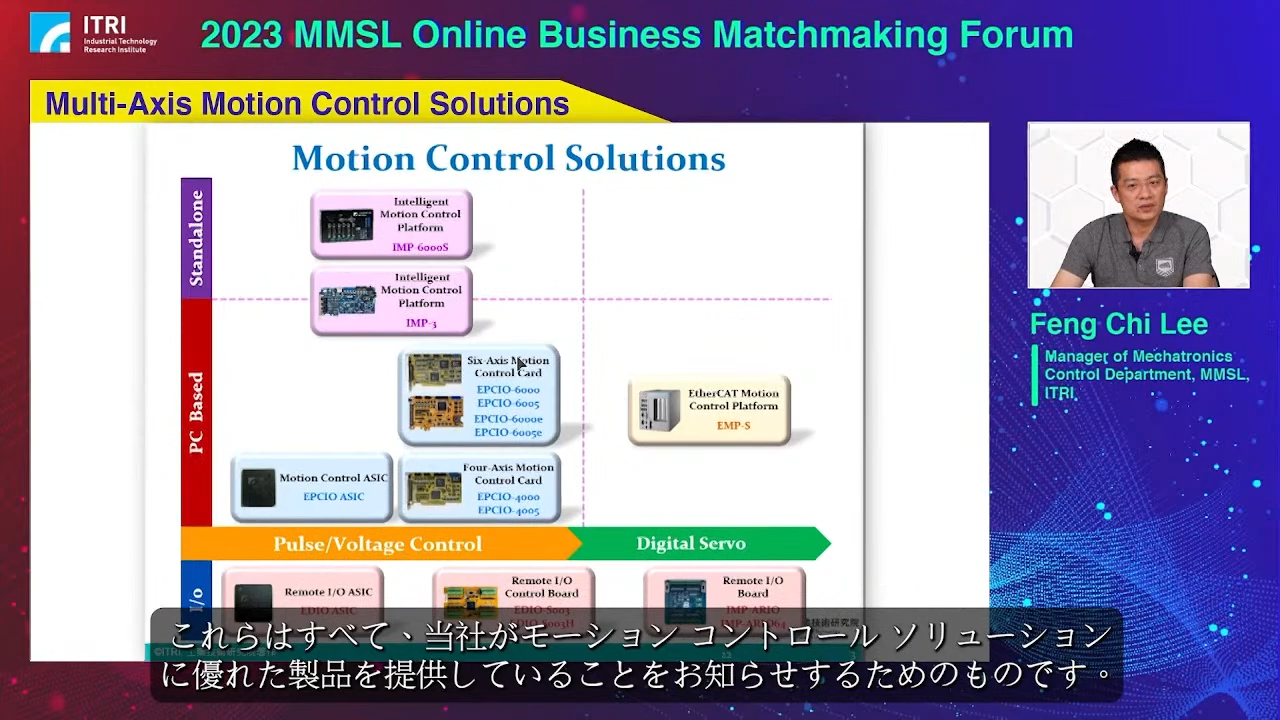 ITRI
Industrial Technology
Research Institute
2023 MMSL Online Business Matchmaking Forum
Multi-Axis Motion Control Solutions
Motion Control Solutions
Standalone
Intelligent
Motion Control
Platform
IMP-6000S
Intelligent
Motion Control
Platform
IMP-3
PC Based
Six-Axis Motion
Control Card
EPCIO-6000
EPCIO-6005
EPCIO-6000e
EPCIO-6005e
EtherCAT Motion
Control Platform
EMP-S
Motion Control ASIC
EPCIO ASIC
Four-Axis Motion
Control Card
EPCIO-4000
EPCIO-4005
Pulse/Voltage Control
Digital Servo
I/o
Remote I/O ASIC
EDIO ASIC
Remote I/O
Control Board
EDIO-S003
Remote I/O
Board
IMP-ARIO
Feng Chi Lee
Manager of Mechatronics
Control Department, MMSL,
ITRI
これらはすべて、当社がモーション コントロール ソリューション
に優れた製品を提供していることをお知らせするためのものです。